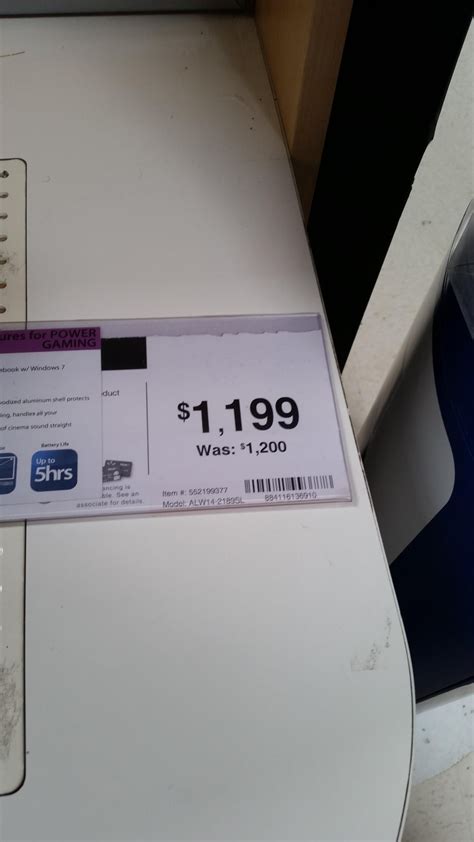 ures for POWER
GAMING
ebook w/ Windows 7
duct
odized aluminum shell protects
ing, handles all your
of cinema sound straight
Battery Life
Up to
5hrs
$1,199
Was: $1,200
ancing is
ble. See an
associate for details.
Item #: 552199377
Model: ALW14-2189SL
884116136910